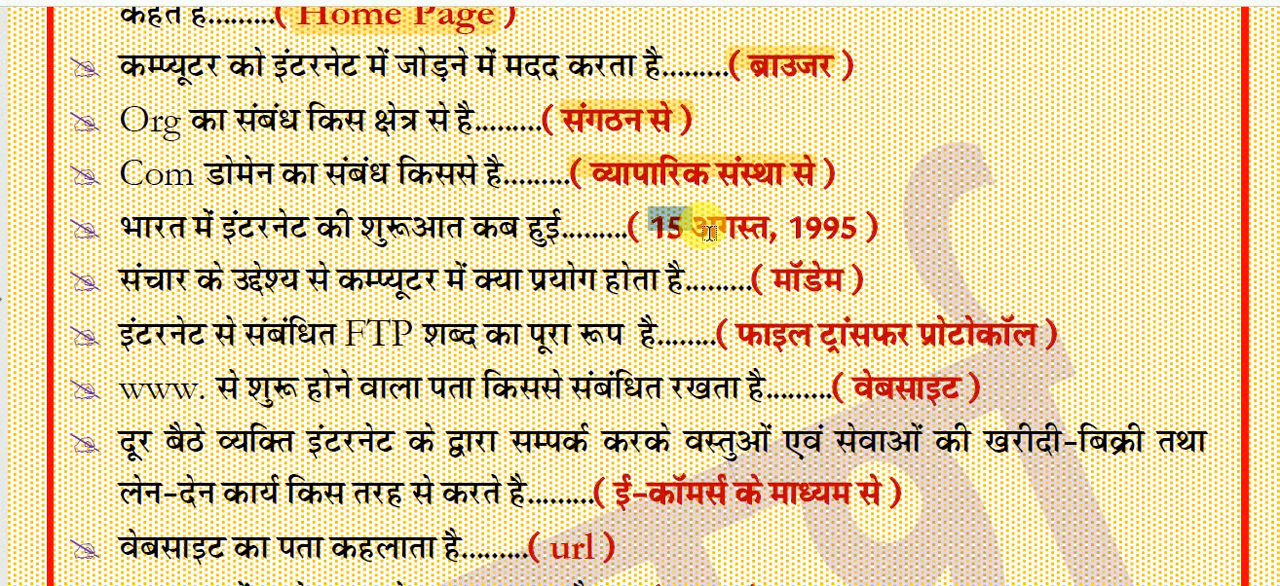 कहते है.........( Home Page )
कम्प्यूटर को इंटरनेट में जोड़ने में मदद करता है.........( ब्राउजर )
Org का संबंध किस क्षेत्र से है.........( संगठन से )
Com डोमेन का संबंध किससे है.........( व्यापारिक संस्था से )
भारत में इंटरनेट की शुरूआत कब हुई.........( 15 अगस्त, 1995 )
संचार के उद्देश्य से कम्प्यूटर में क्या प्रयोग होता है.........( मॉडेम )
इंटरनेट से संबंधित FTP शब्द का पूरा रूप है........( फाइल ट्रांसफर प्रोटोकॉल )
www. से शुरू होने वाला पता किससे संबंधित रखता है.........( वेबसाइट )
दूर बैठे व्यक्ति इंटरनेट के द्वारा सम्पर्क करके वस्तुओं एवं सेवाओं की खरीदी-बिक्री तथा
लेन-देन कार्य किस तरह से करते है.........( ई-कॉमर्स के माध्यम से )
वेबसाइट का पता कहलाता है.........( url )